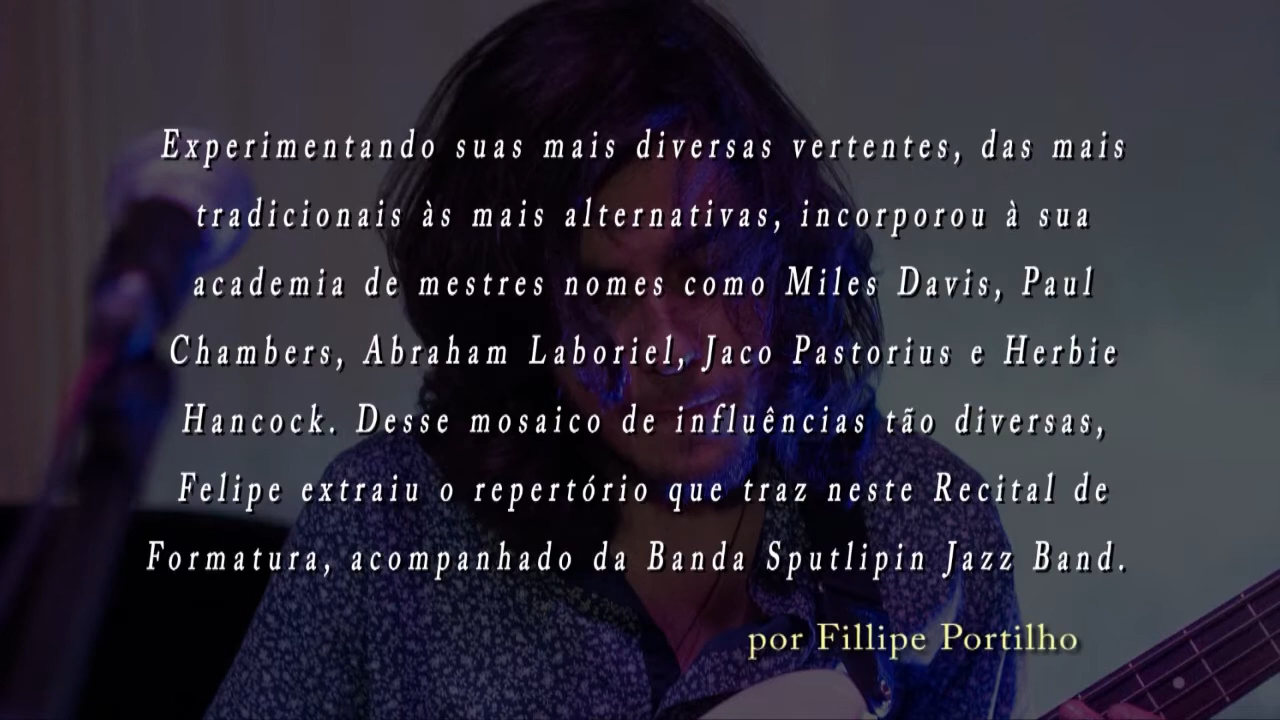 Experimentando suas mais diversas vertentes, das mais
tradicionais às mais alternativas, incorporou à sua
academia de mestres nomes como Miles Davis, Paul
Chambers, Abraham Laboriel, Jaco Pastorius e Herbie
Hancock. Desse mosaico de influências tão diversas,
Felipe extraiu o repertório que traz neste Recital de
Formatura, acompanhado da Banda Sputlipin Jazz Band.
por Fillipe Portilho